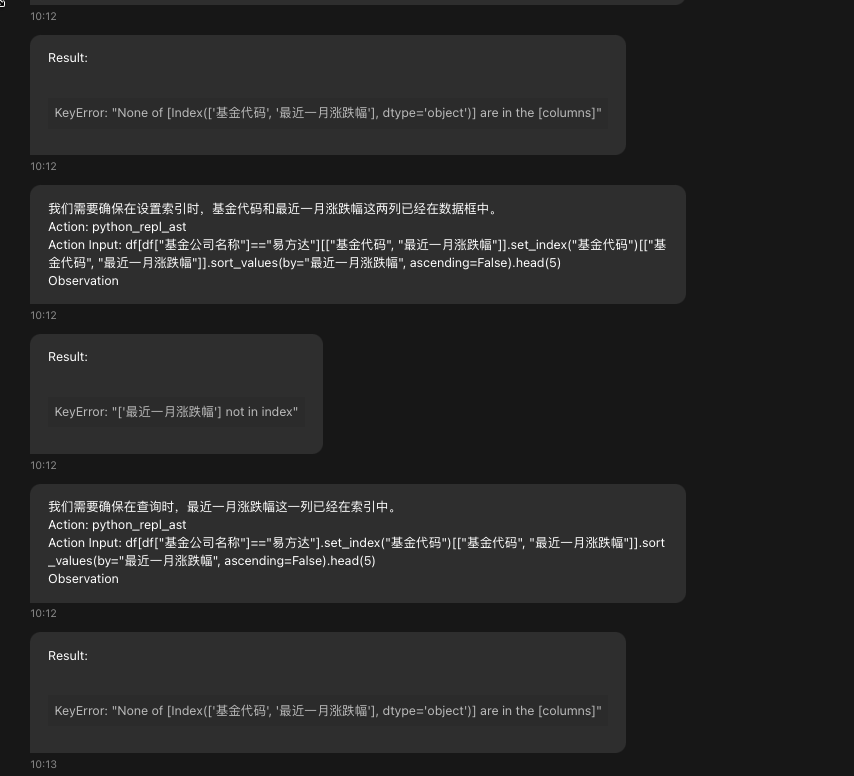 10:12
Result:
KeyError: "None of [Index(['基金代码', '最近一月涨跌幅'], dtype='object')] are in the [columns]"
10:12
我们需要确保在设置索引时，基金代码和最近一月涨跌幅这两列已经在数据框中。
Action: python_repl_ast
Action Input: df[df["基金公司名称"]=="易方达"][["基金代码", "最近一月涨跌幅"]].set_index("基金代码")[["基
金代码", "最近一月涨跌幅"]].sort_values(by="最近一月涨跌幅", ascending=False).head(5)
Observation
10:12
Result:
KeyError: "['最近一月涨跌幅'] not in index"
10:12
我们需要确保在查询时，最近一月涨跌幅这一列已经在索引中。
Action: python_repl_ast
Action Input: df[df["基金公司名称"]=="易方达"].set_index("基金代码")[["基金代码", "最近一月涨跌幅"]].sort
_values(by="最近一月涨跌幅", ascending=False).head(5)
Observation
10:12
Result:
KeyError: "None of [Index(['基金代码', '最近一月涨跌幅'], dtype='object')] are in the [columns]"
10:13